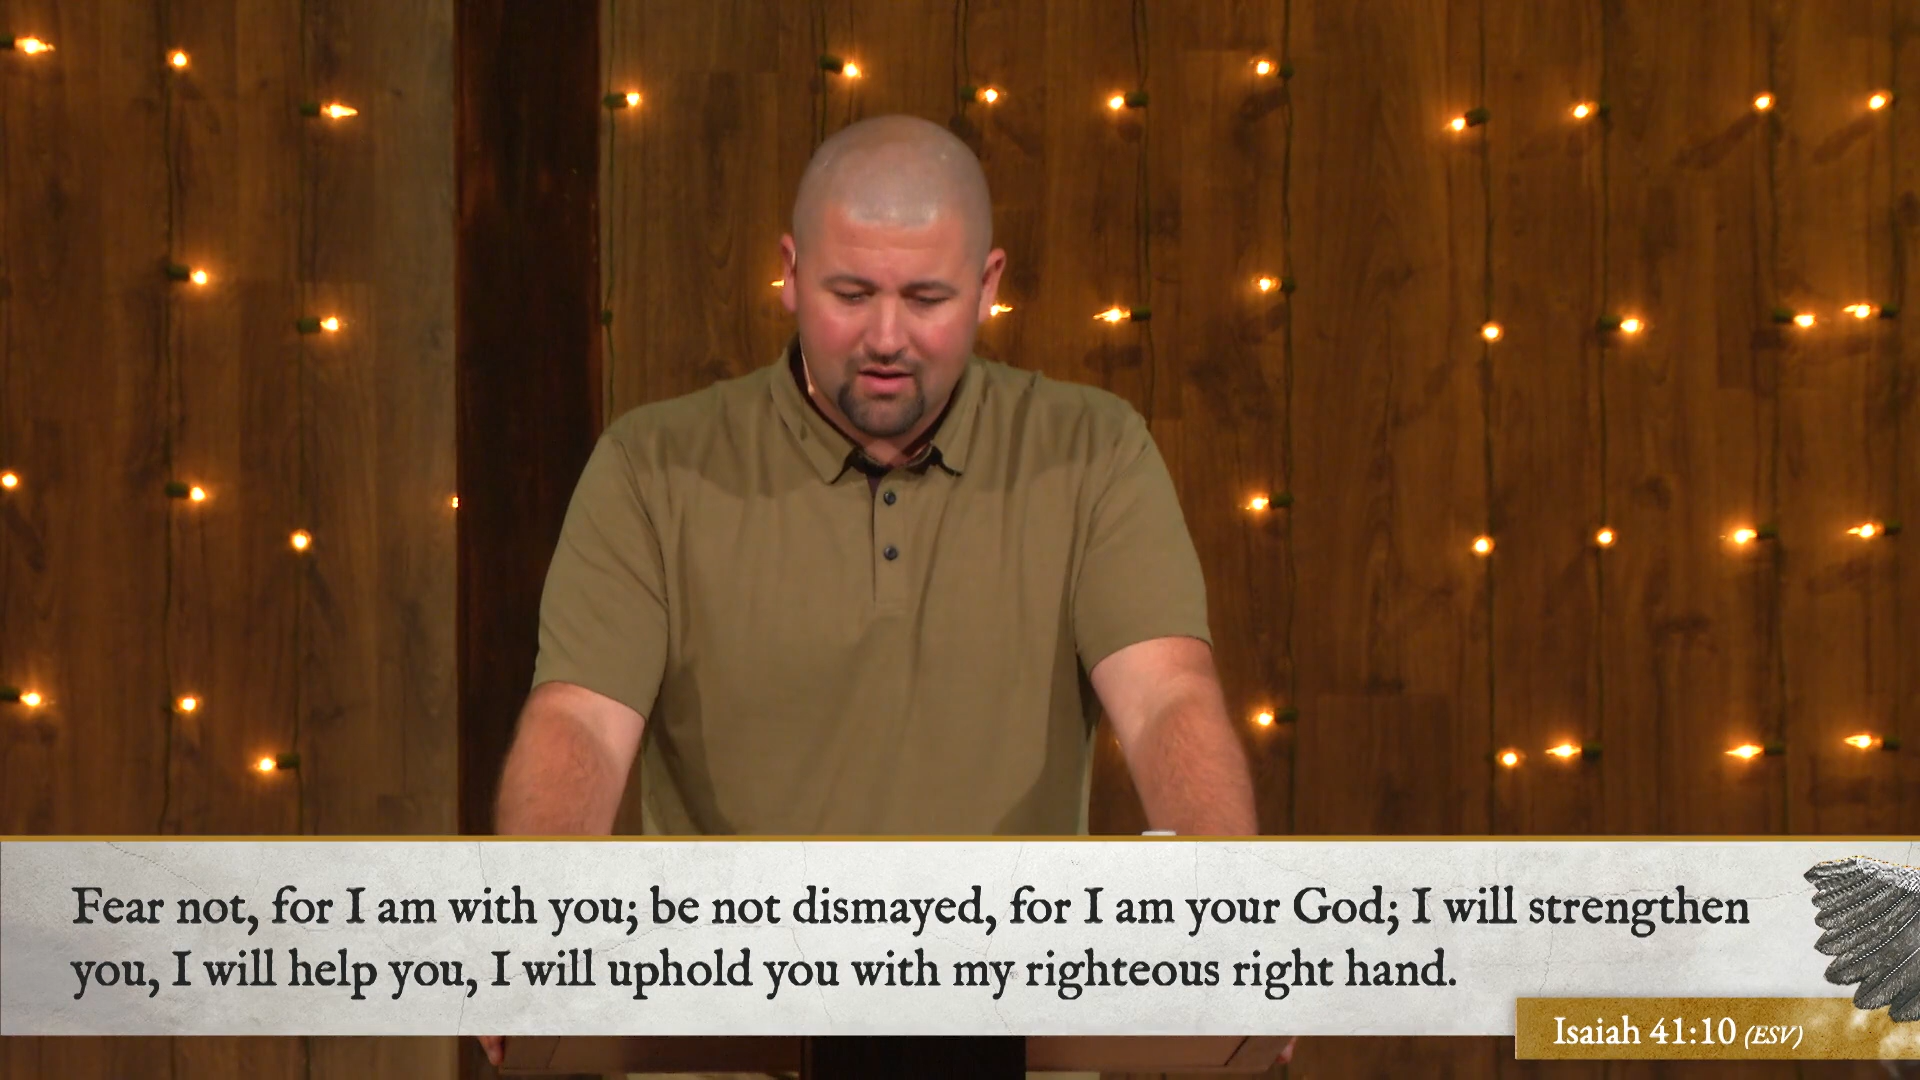 Fear not, for I am with you; be not dismayed, for I am your God; I will strengthen
you, I will help you, I will uphold you with my righteous right hand.
Isaiah 41:10 (ESV)